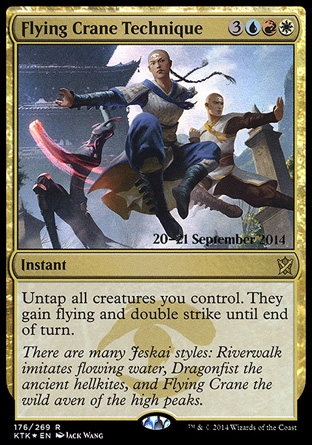 Flying Crane Technique 3
20–21 September 2014
Instant
Untap all creatures you control. They
gain flying and double strike until end
of turn.
There are many Jeskai styles: Riverwalk
imitates flowing water, Dragonfist the
ancient hellkites, and Flying Crane the
wild aven of the high peaks.
176/269 R
KTK • EN Jack Wang
™ & © 2014 Wizards of the Coast